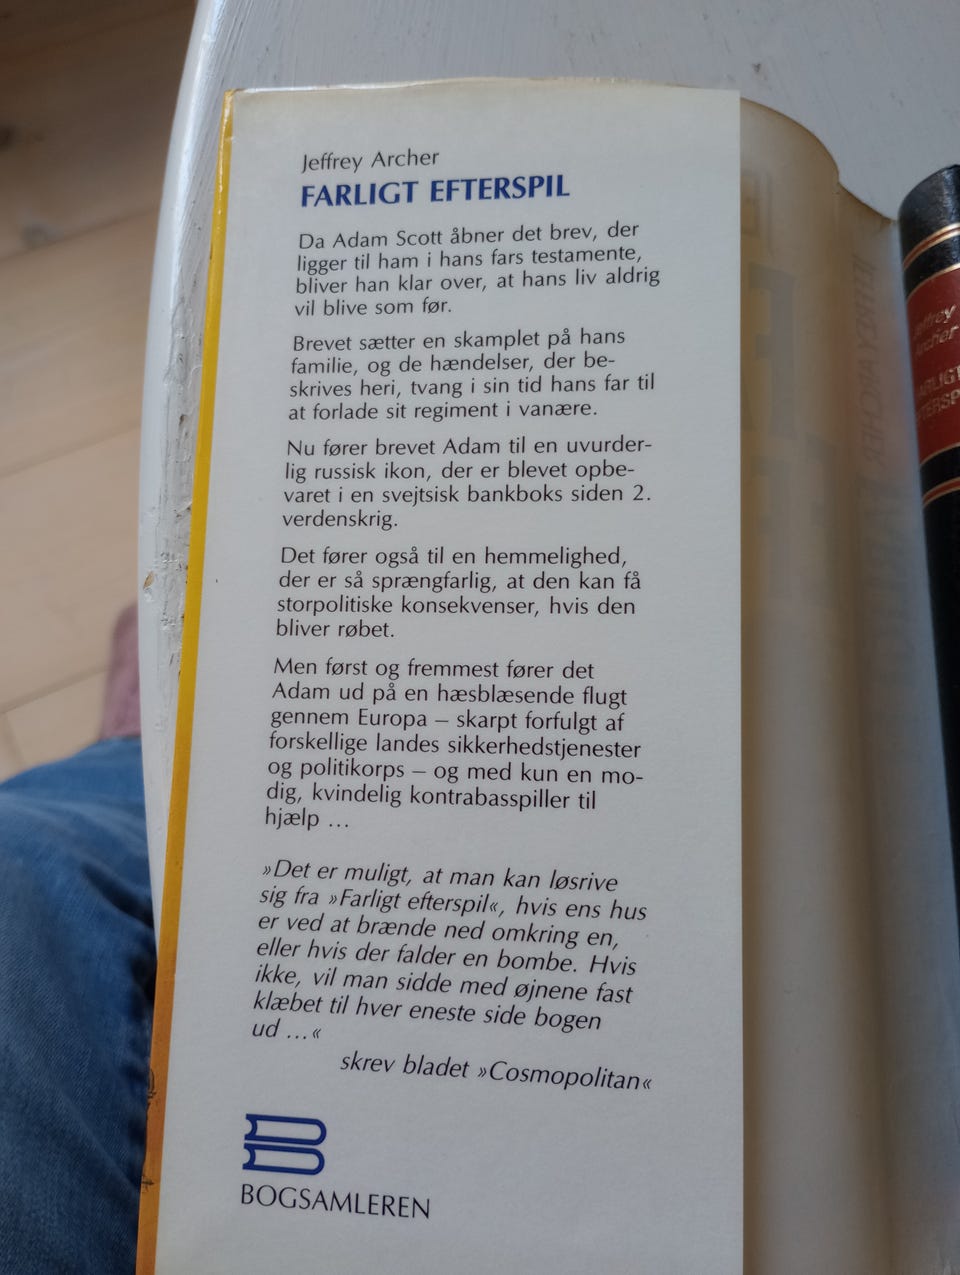 Jeffrey Archer
FARLIGT EFTERSPIL
Da Adam Scott åbner det brev, der
ligger til ham i hans fars testamente,
bliver han klar over, at hans liv aldrig
vil blive som før.
Brevet sætter en skamplet på hans
familie, og de hændelser, der be-
skrives heri, tvang i sin tid hans far til
at forlade sit regiment i vanære.
Nu fører brevet Adam til en uvurder-
lig russisk ikon, der er blevet opbe-
varet i en svejtsisk bankboks siden 2.
verdenskrig.
Det fører også til en hemmelighed,
der er så sprængfarlig, at den kan få
storpolitiske konsekvenser, hvis den
bliver røbet.
Men først og fremmest fører det
Adam ud på en hæsblæsende flugt
gennem Europa – skarpt forfulgt af
forskellige landes sikkerhedstjenester
og politikorps – og med kun en mo-
dig, kvindelig kontrabasspiller til
hjælp ...
»Det er muligt, at man kan løsrive
sig fra »Farligt efterspil«, hvis ens hus
er ved at brænde ned omkring en,
eller hvis der falder en bombe. Hvis
ikke, vil man sidde med øjnene fast
klæbet til hver eneste side bogen
ud ...«
skrev bladet »Cosmopolitan«
BOGSAMLEREN
Jeffrey
Archer